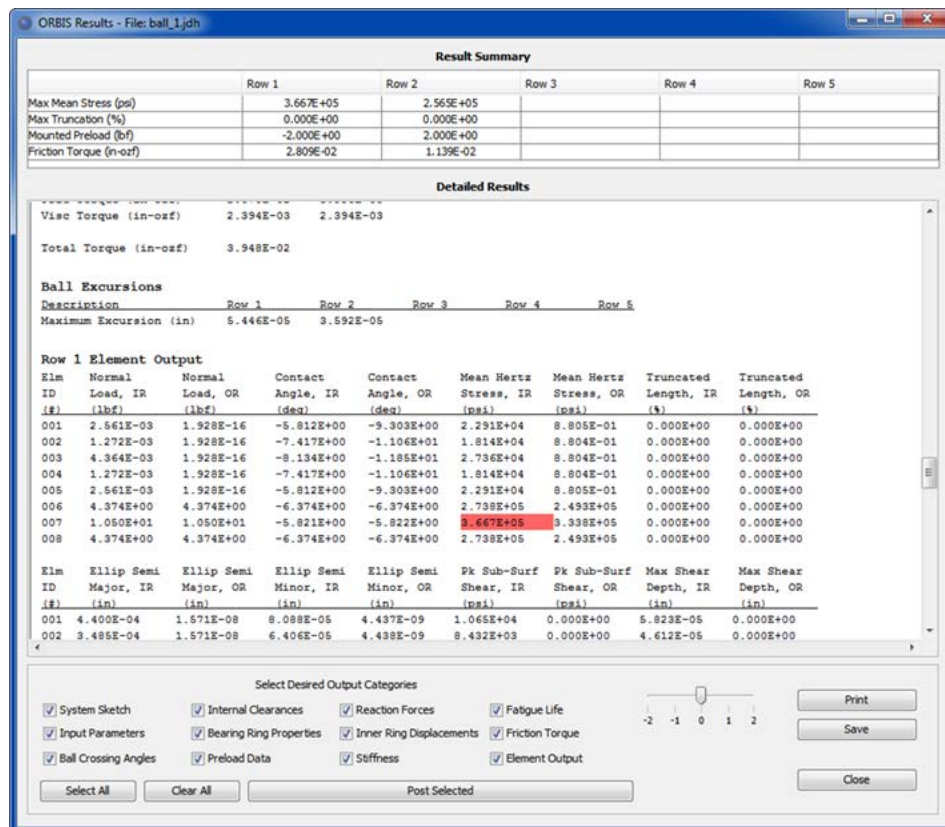 ORBIS Results - File: ball_1.jdh
Result Summary
Row 1 Row 2 Row 3 Row 4 Row 5
Max Mean Stress (psi) 3.667E+05 2.565E+05
Max Truncation (%) 0.000E+00 0.000E+00
Mounted Preload (lbf) -2.000E+00 2.000E+00
Friction Torque (in-ozf) 2.809E-02 1.139E-02
Detailed Results
Visc Torque (in-ozf) 2.394E-03 2.394E-03
Total Torque (in-ozf) 3.948E-02
Ball Excursions
Description Row 1 Row 2 Row 3 Row 4 Row 5
Maximum Excursion (in) 5.446E-05 3.592E-05
Row 1 Element Output
Elm Normal Normal Contact Contact Mean Hertz Mean Hertz Truncated Truncated
ID Load, IR Load, OR Angle, IR Angle, OR Stress, IR Stress, OR Length, IR Length, OR
(#) (lbf) (lbf) (deg) (deg) (psi) (psi) (%) (%)
001 2.561E-03 1.928E-16 -5.812E+00 -9.303E+00 2.291E+04 8.805E-01 0.000E+00 0.000E+00
002 1.272E-03 1.928E-16 -7.417E+00 -1.106E+01 1.814E+04 8.804E-01 0.000E+00 0.000E+00
003 4.364E-03 1.928E-16 -8.134E+00 -1.185E+01 2.736E+04 8.804E-01 0.000E+00 0.000E+00
004 1.272E-03 1.928E-16 -7.417E+00 -1.106E+01 1.814E+04 8.804E-01 0.000E+00 0.000E+00
005 2.561E-03 1.928E-16 -5.812E+00 -9.303E+00 2.291E+04 8.805E-01 0.000E+00 0.000E+00
006 4.374E+00 4.374E+00 -6.374E+00 -6.374E+00 2.738E+05 2.493E+05 0.000E+00 0.000E+00
007 1.050E+01 1.050E+01 -5.821E+00 -5.822E+00 3.667E+05 3.338E+05 0.000E+00 0.000E+00
008 4.374E+00 4.374E+00 -6.374E+00 -6.374E+00 2.738E+05 2.493E+05 0.000E+00 0.000E+00
Elm Ellip Semi Ellip Semi Ellip Semi Ellip Semi Pk Sub-Surf Pk Sub-Surf Max Shear Max Shear
ID Major, IR Major, OR Minor, IR Minor, OR Shear, IR Shear, OR Depth, IR Depth, OR
(#) (in) (in) (in) (in) (psi) (psi) (in) (in)
001 4.400E-04 1.571E-08 8.088E-05 4.437E-09 1.065E+04 0.000E+00 5.823E-05 0.000E+00
002 3.485E-04 1.571E-08 6.406E-05 4.438E-09 8.432E+03 0.000E+00 4.612E-05 0.000E+00
Select Desired Output Categories
System Sketch Internal Clearances Reaction Forces Fatigue Life
Input Parameters Bearing Ring Properties Inner Ring Displacements Friction Torque
Ball Crossing Angles Preload Data Stiffness Element Output
Select All Clear All Post Selected
-2 -1 0 1 2
Print
Save
Close